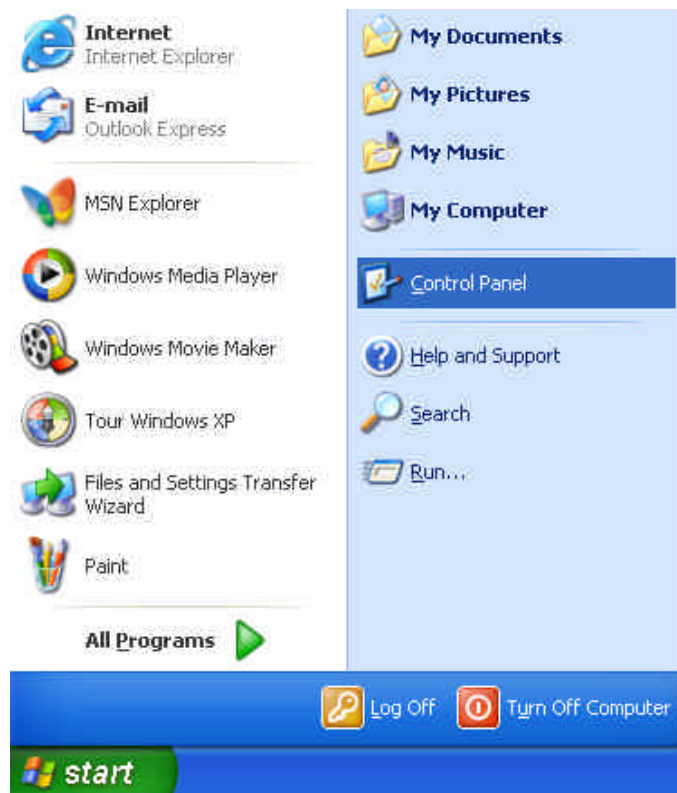 Internet
Internet Explorer
E-mail
Outlook Express
MSN Explorer
Windows Media Player
Windows Movie Maker
Tour Windows XP
Files and Settings Transfer
Wizard
Paint
All Programs
My Documents
My Pictures
My Music
My Computer
Control Panel
Help and Support
Search
Run...
Log Off
Turn Off Computer
start